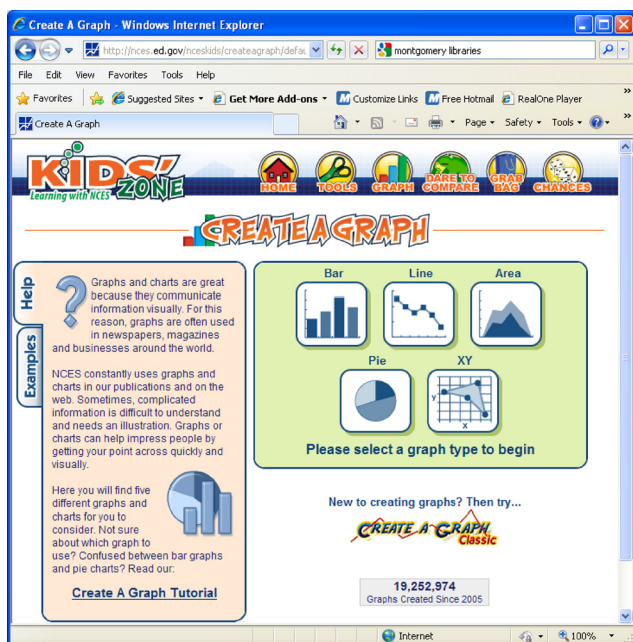 Create A Graph - Windows Internet Explorer
http://nces.ed.gov/nceskids/createagraph/defau
montgomery libraries
File Edit View Favorites Tools Help
Favorites Suggested Sites Get More Add-ons Customize Links Free Hotmail RealOne Player
Create A Graph
Page Safety Tools
KIDS' ZONE
Learning with NCES
HOME
TOOLS
GRAPH
DARE TO COMPARE
GRAB BAG
CHANCES
CREATE A GRAPH
Help
Examples
Graphs and charts are great
because they communicate
information visually. For this
reason, graphs are often used
in newspapers, magazines
and businesses around the world.
NCES constantly uses graphs and
charts in our publications and on the
web. Sometimes, complicated
information is difficult to understand
and needs an illustration. Graphs or
charts can help impress people by
getting your point across quickly and
visually.
Here you will find five
different graphs and
charts for you to
consider. Not sure
about which graph to
use? Confused between bar graphs
and pie charts? Read our:
Create A Graph Tutorial
Bar Line Area
Pie XY
y
x
Please select a graph type to begin
New to creating graphs? Then try...
CREATE A GRAPH
Classic
19,252,974
Graphs Created Since 2005
Internet
100%